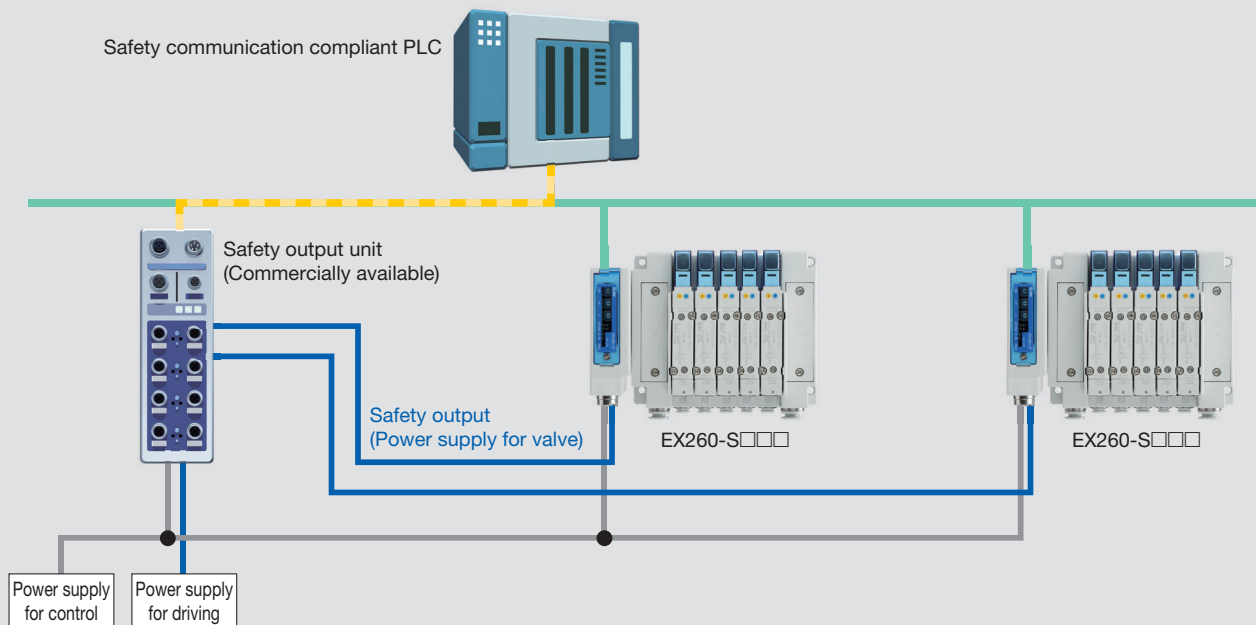 Safety communication compliant PLC
Safety output unit
(Commercially available)
Safety output
(Power supply for valve)
EX260-S□□□
EX260-S□□□
Power supply
for control
Power supply
for driving